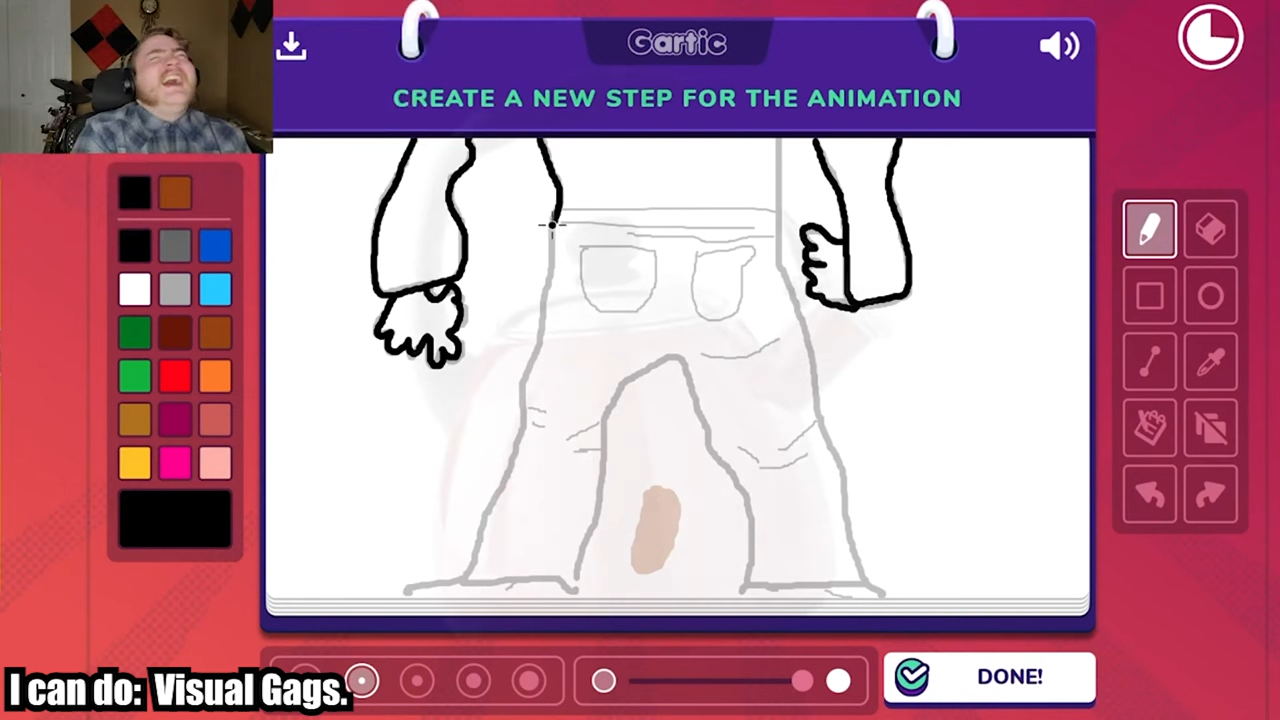 Gartic
CREATE A NEW STEP FOR THE ANIMATION
DONE!
I can do: Visual Gags.